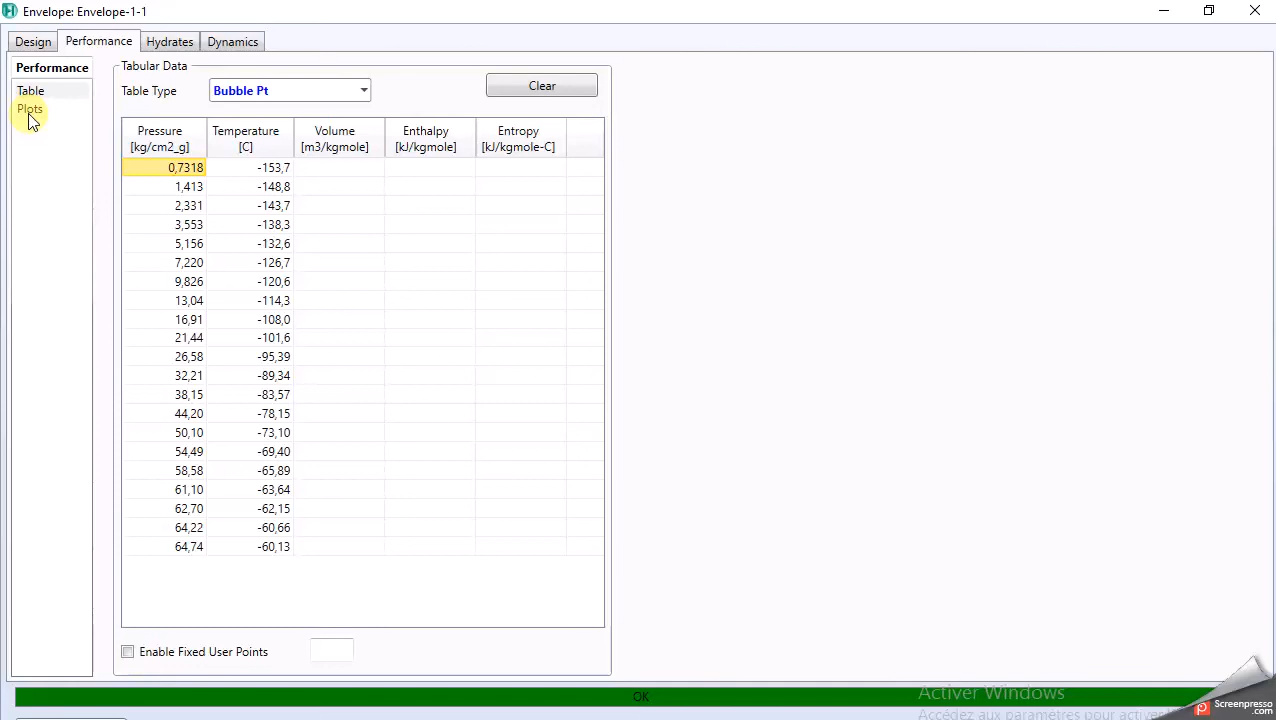 Envelope: Envelope-1-1
Design Performance Hydrates Dynamics
Performance
Table
Plots
Tabular Data
Table Type Bubble Pt Clear
Pressure Temperature Volume Enthalpy Entropy
[kg/cm2_g] [C] [m3/kgmole] [kJ/kgmole] [kJ/kgmole-C]
0,7318 -153,7
1,413 -148,8
2,331 -143,7
3,553 -138,3
5,156 -132,6
7,220 -126,7
9,826 -120,6
13,04 -114,3
16,91 -108,0
21,44 -101,6
26,58 -95,39
32,21 -89,34
38,15 -83,57
44,20 -78,15
50,10 -73,10
54,49 -69,40
58,58 -65,89
61,10 -63,64
62,70 -62,15
64,22 -60,66
64,74 -60,13
Enable Fixed User Points
OK
Activer Windows
Accédez aux paramètres pour activer
Screenpresso
.com